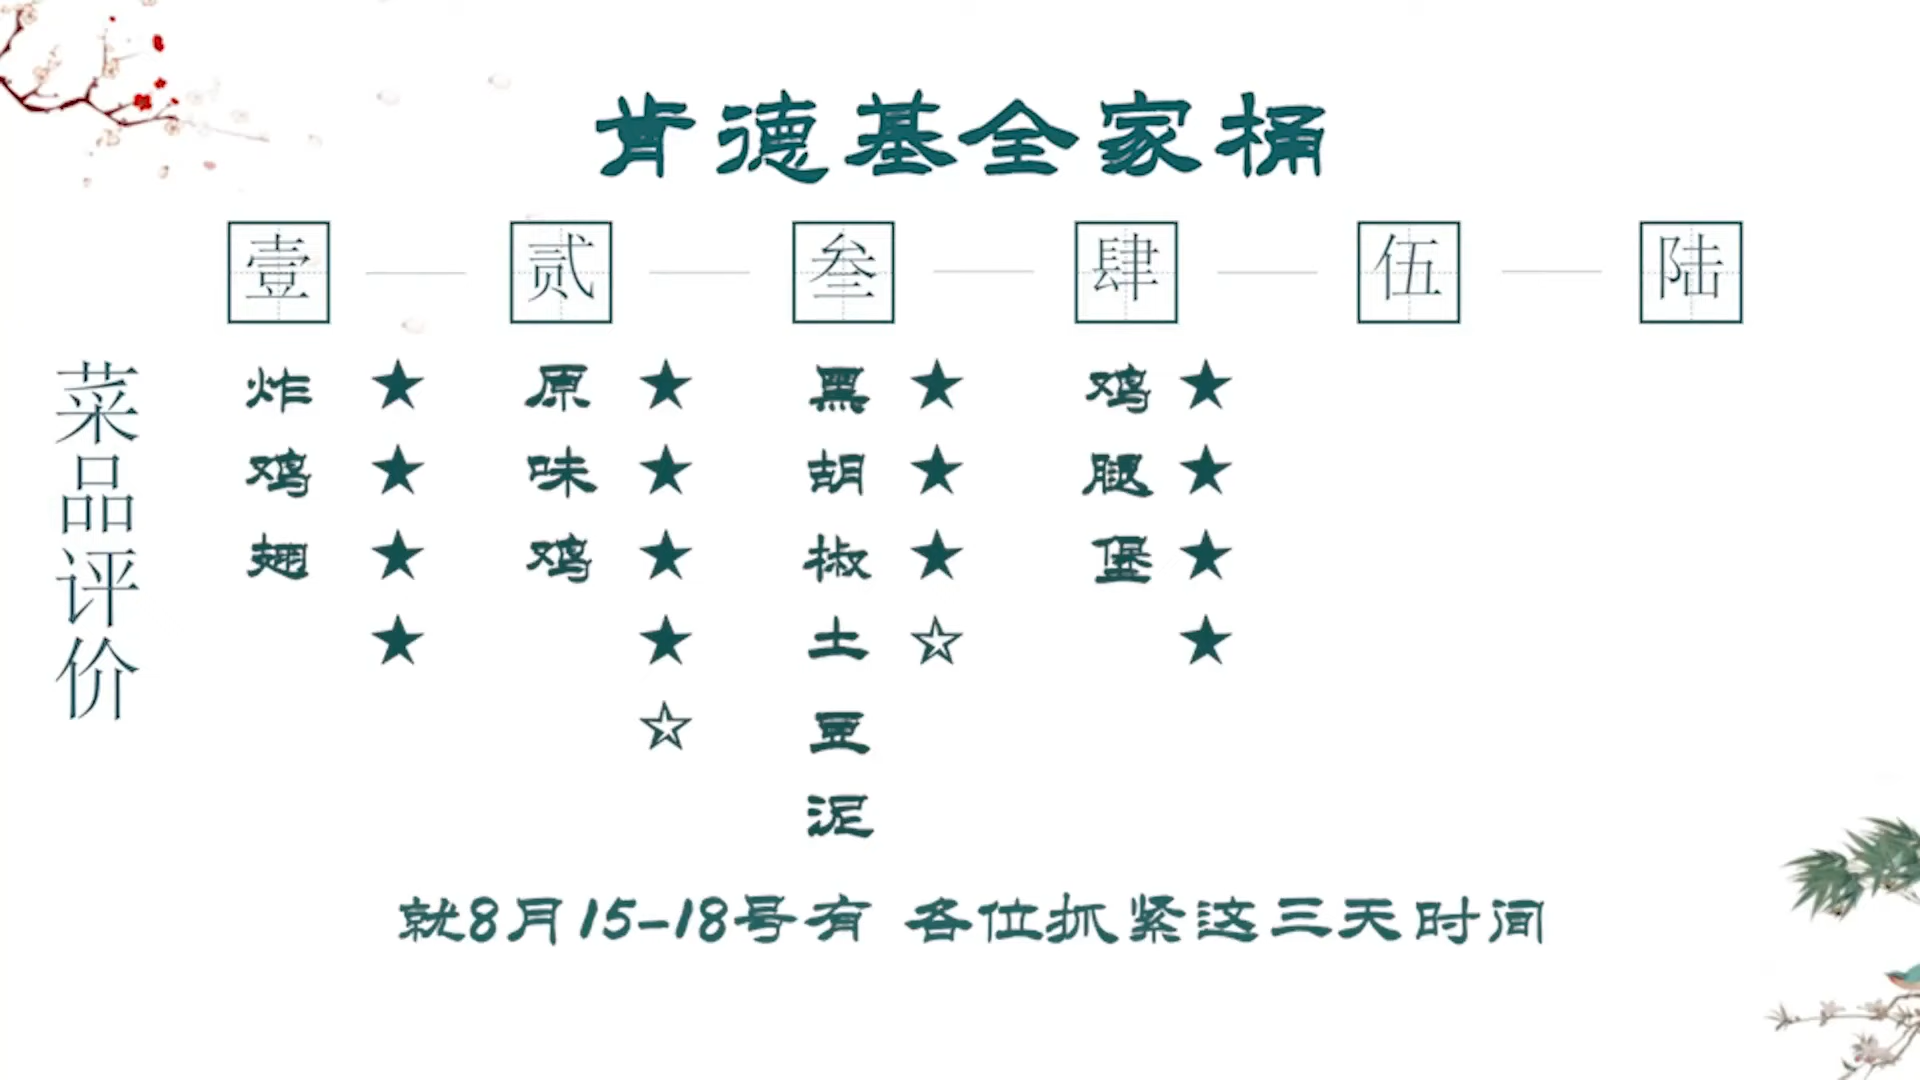 肯德基全家桶
壹 贰 叁 肆 伍 陆
菜品评价
炸鸡翅 ★★★★
原味鸡 ★★★★☆
黑胡椒土豆泥 ★★★☆
鸡腿堡 ★★★★
就8月15-18号有 各位抓紧这三天时间